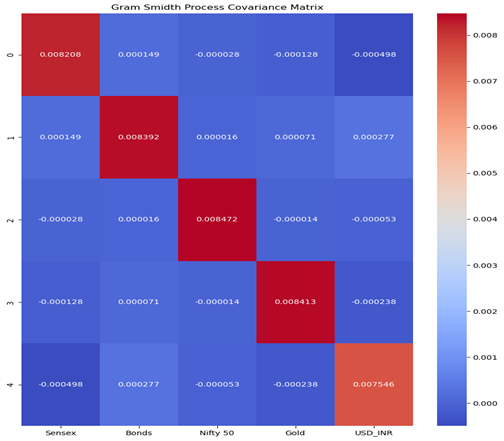 Gram Smidth Process Covariance Matrix
0 0.008208 0.000149 -0.000028 -0.000128 -0.000498
1 0.000149 0.008392 0.000016 0.000071 0.000277
2 -0.000028 0.000016 0.008472 -0.000014 -0.000053
3 -0.000128 0.000071 -0.000014 0.008413 -0.000238
4 -0.000498 0.000277 -0.000053 -0.000238 0.007546
Sensex Bonds Nifty 50 Gold USD_INR
0.008
0.007
0.006
0.005
0.004
0.003
0.002
0.001
0.000